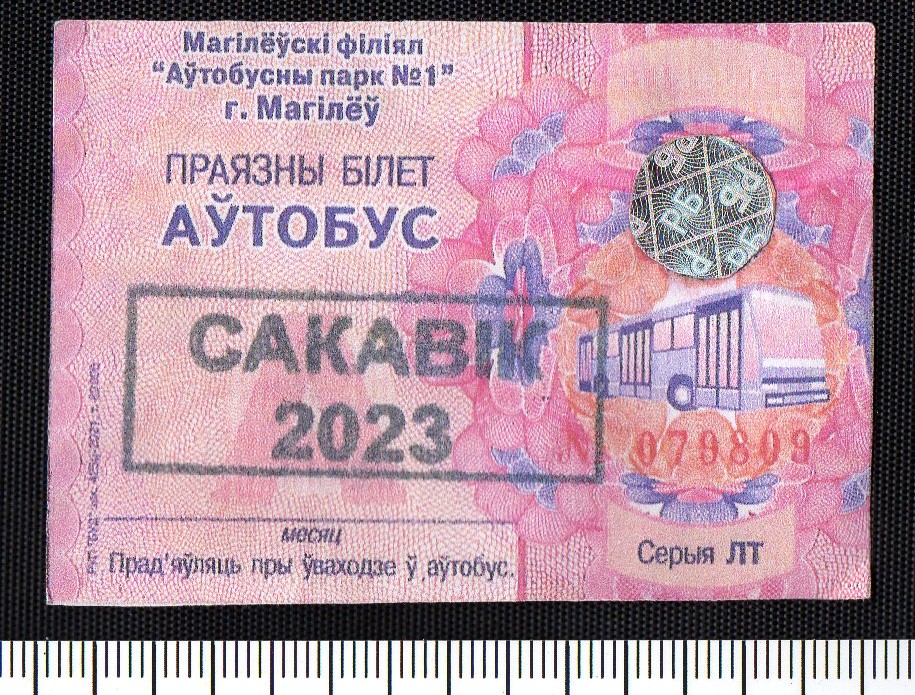 Магілёўскі філіял
“Аўтобусны парк №1”
г. Магілёў
ПРАЯЗНЫ БІЛЕТ
АЎТОБУС
САКАВІК
2023
№ 079809
месяц
Прад'яўляць пры ўваходзе ў аўтобус.
Серыя ЛТ
РБ